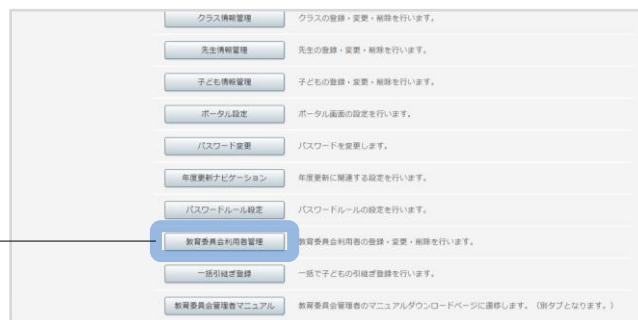 クラス情報管理 クラスの登録・変更・削除を行います。
先生情報管理 先生の登録・変更・削除を行います。
子ども情報管理 子どもの登録・変更・削除を行います。
ポータル設定 ポータル画面の設定を行います。
パスワード変更 パスワードを変更します。
年度更新ナビゲーション 年度更新に関連する設定を行います。
パスワードルール設定 パスワードルールの設定を行います。
教育委員会利用者管理 教育委員会利用者の登録・変更・削除を行います。
一括引継ぎ登録 一括で子どもの引継ぎ登録を行います。
教育委員会管理者マニュアル 教育委員会管理者のマニュアルダウンロードページに遷移します。（別タブとなります。）